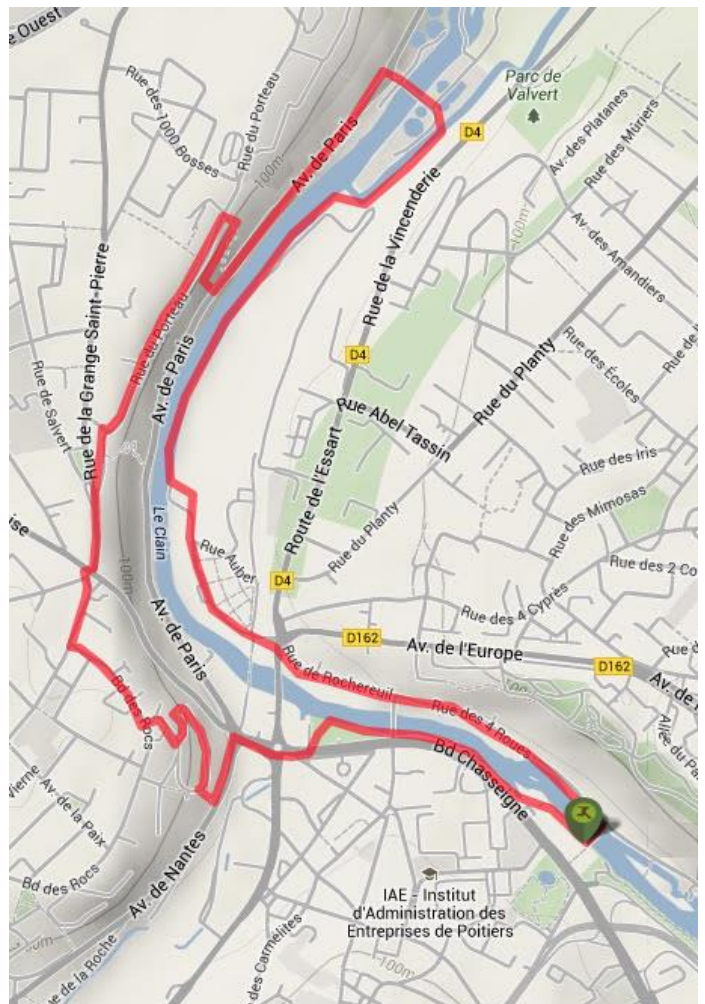 e Ouest
Rue des 1000 Bosses
Rue du Porteau
100m
Av. de Paris
Parc de
Valvert
D4
Av. des Platanes
Rue des Mûriers
Rue de la Vincenderie
100m
Av. des Amandiers
Rue de la Grange Saint-Pierre
Rue du Porteau
Av. de Paris
Rue de Salvert
D4
Rue du Planty
Rue des Écoles
Rue Abel Tassin
Route de l'Essart
Rue des Iris
Rue des Mimosas
ise
Le Clain
Rue du Planty
Rue Auber
100m
D4
Rue des 2 Co
Rue des 4 Cyprès
Av. de Paris
D162
Av. de l'Europe
D162
Rue de Rochereuil
Rue des 4 Roues
100
Bd des Rocs
Bd Chasseigne
Vierne
Av. de la Paix
Av. de Nantes
Bd des Rocs
IAE - Institut
d'Administration des
Entreprises de Poitiers
des Carmélites
100m
Rue de la Roche